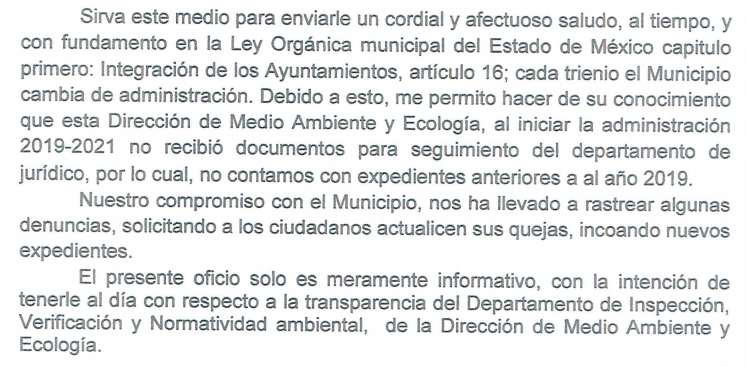 Sirva este medio para enviarle un cordial y afectuoso saludo, al tiempo, y
con fundamento en la Ley Orgánica municipal del Estado de México capitulo
primero: Integración de los Ayuntamientos, artículo 16; cada trienio el Municipio
cambia de administración. Debido a esto, me permito hacer de su conocimiento
que esta Dirección de Medio Ambiente y Ecología, al iniciar la administración
2019-2021 no recibió documentos para seguimiento del departamento de
jurídico, por lo cual, no contamos con expedientes anteriores a al año 2019.
Nuestro compromiso con el Municipio, nos ha llevado a rastrear algunas
denuncias, solicitando a los ciudadanos actualicen sus quejas, incoando nuevos
expedientes.
El presente oficio solo es meramente informativo, con la intención de
tenerle al día con respecto a la transparencia del Departamento de Inspección,
Verificación y Normatividad ambiental, de la Dirección de Medio Ambiente y
Ecología.